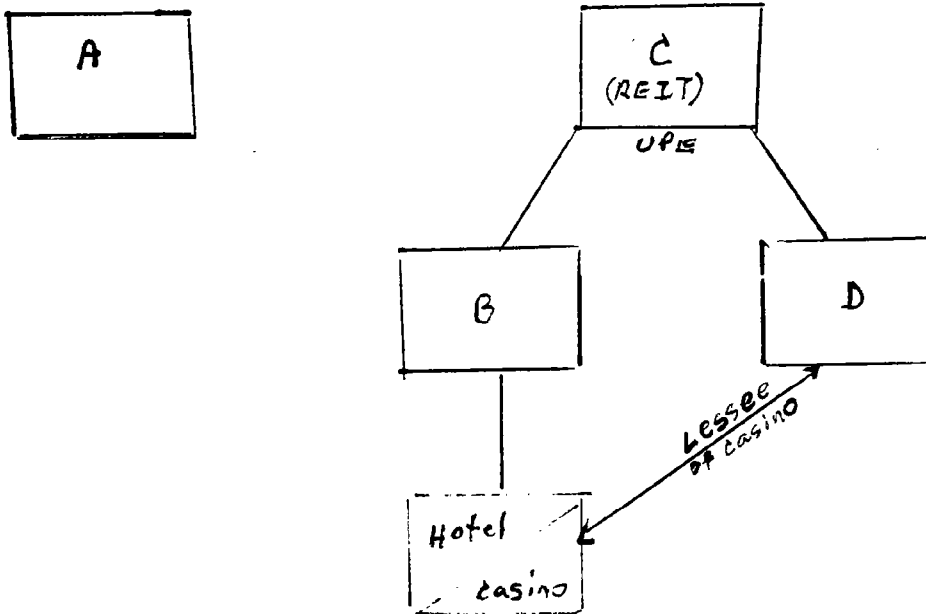 A
C
(REIT)
UPE
B
D
Lessee
of casino
Hotel
casino